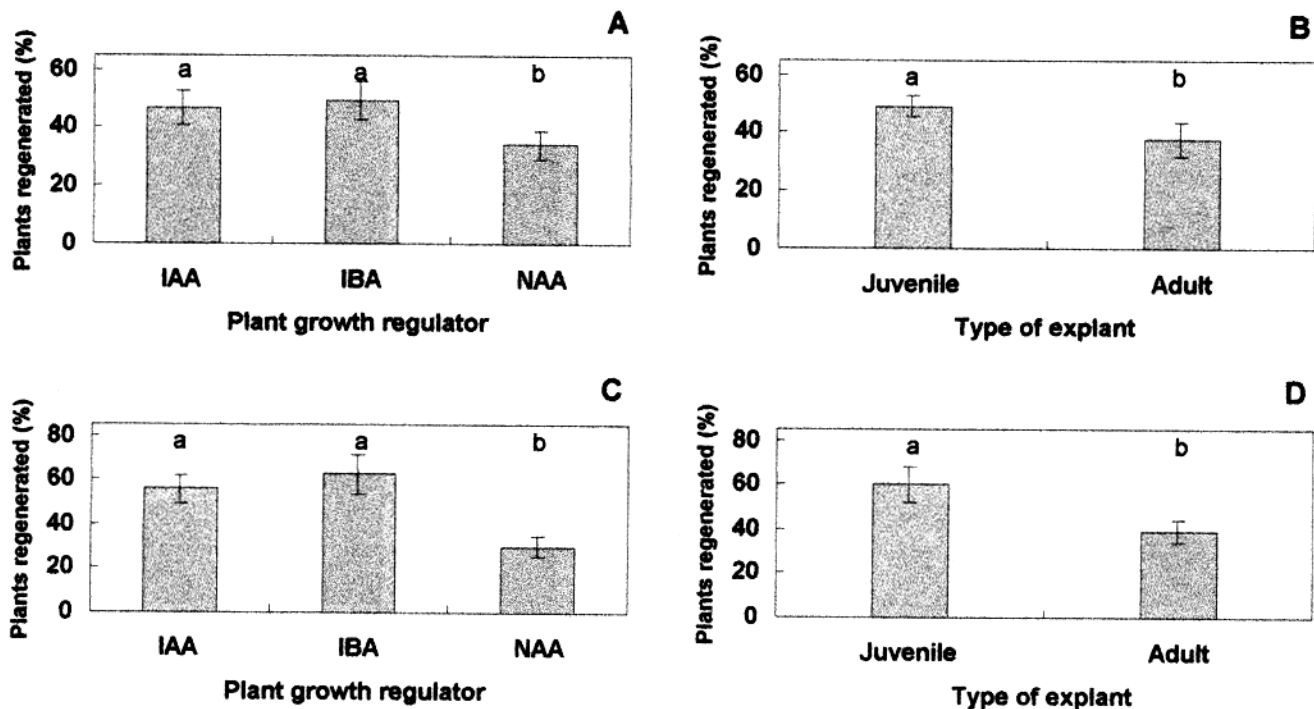 A
Plants regenerated (%)
60
40
20
0
a
a
b
IAA
IBA
NAA
Plant growth regulator
B
Plants regenerated (%)
60
40
20
0
a
b
Juvenile
Adult
Type of explant
C
Plants regenerated (%)
80
60
40
20
0
a
a
b
IAA
IBA
NAA
Plant growth regulator
D
Plants regenerated (%)
80
60
40
20
0
a
b
Juvenile
Adult
Type of explant